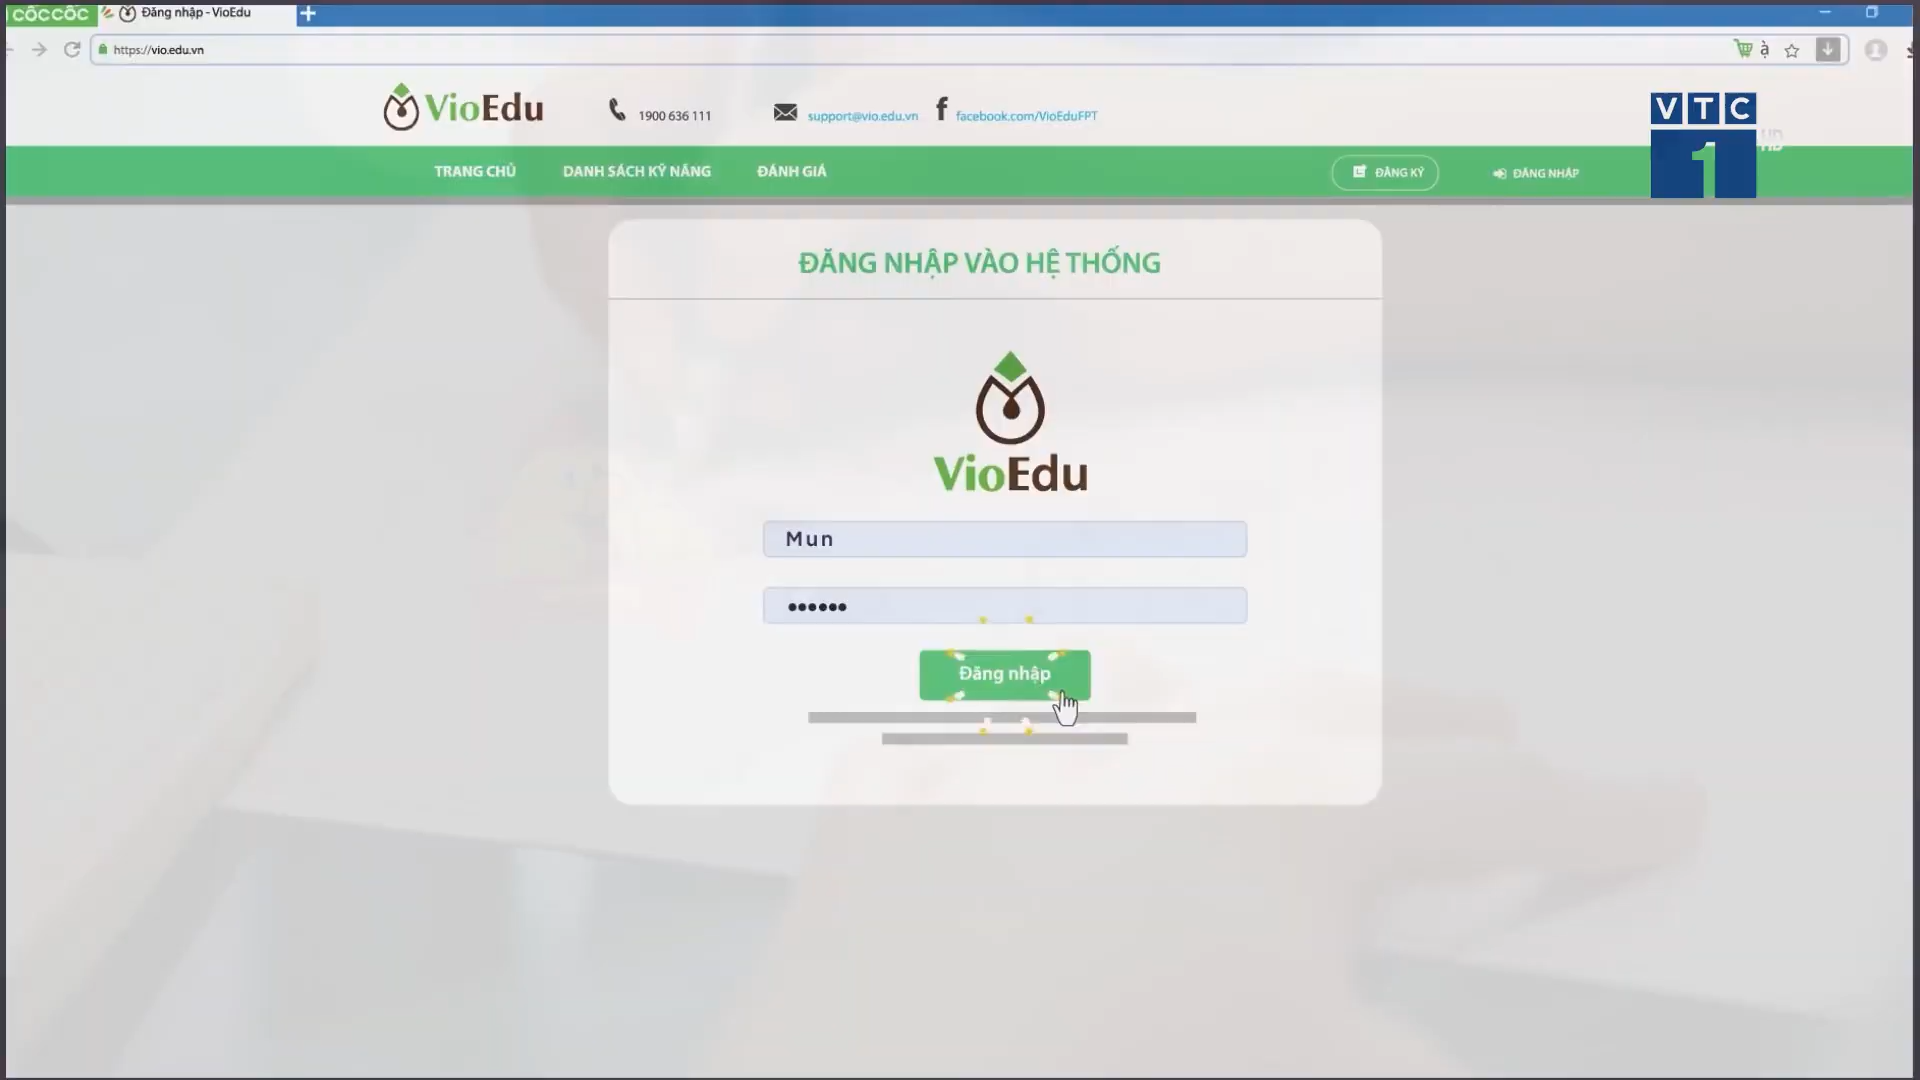 CỐC CỐC
Đăng nhập - VioEdu
https://vio.edu.vn
VioEdu
1900 636 111
support@vio.edu.vn
facebook.com/VioEduFPT
VTC
1
HD
TRANG CHỦ
DANH SÁCH KỸ NĂNG
ĐÁNH GIÁ
ĐĂNG KÝ
ĐĂNG NHẬP
ĐĂNG NHẬP VÀO HỆ THỐNG
VioEdu
Mun
Đăng nhập